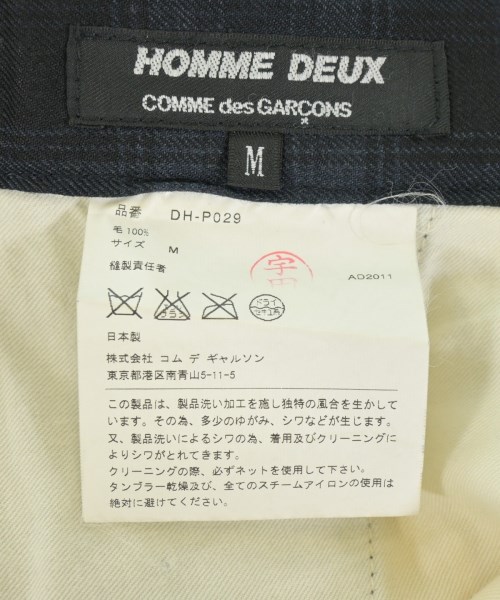 HOMME DEUX
COMME des GARÇONS
M
品番 DH-P029
毛 100%
サイズ M
縫製責任者
宇
AD2011
ドライ
日本製
株式会社 コム デ ギャルソン
東京都港区南青山5-11-5
この製品は、製品洗い加工を施し独特の風合を生かして
います。その為、多少のゆがみ、シワなどが生じます。
又、製品洗いによるシワの為、着用及びクリーニングに
よりシワがとれてきます。
クリーニングの際、必ずネットを使用して下さい。
タンブラー乾燥及び、全てのスチームアイロンの使用は
絶対に避けてください。